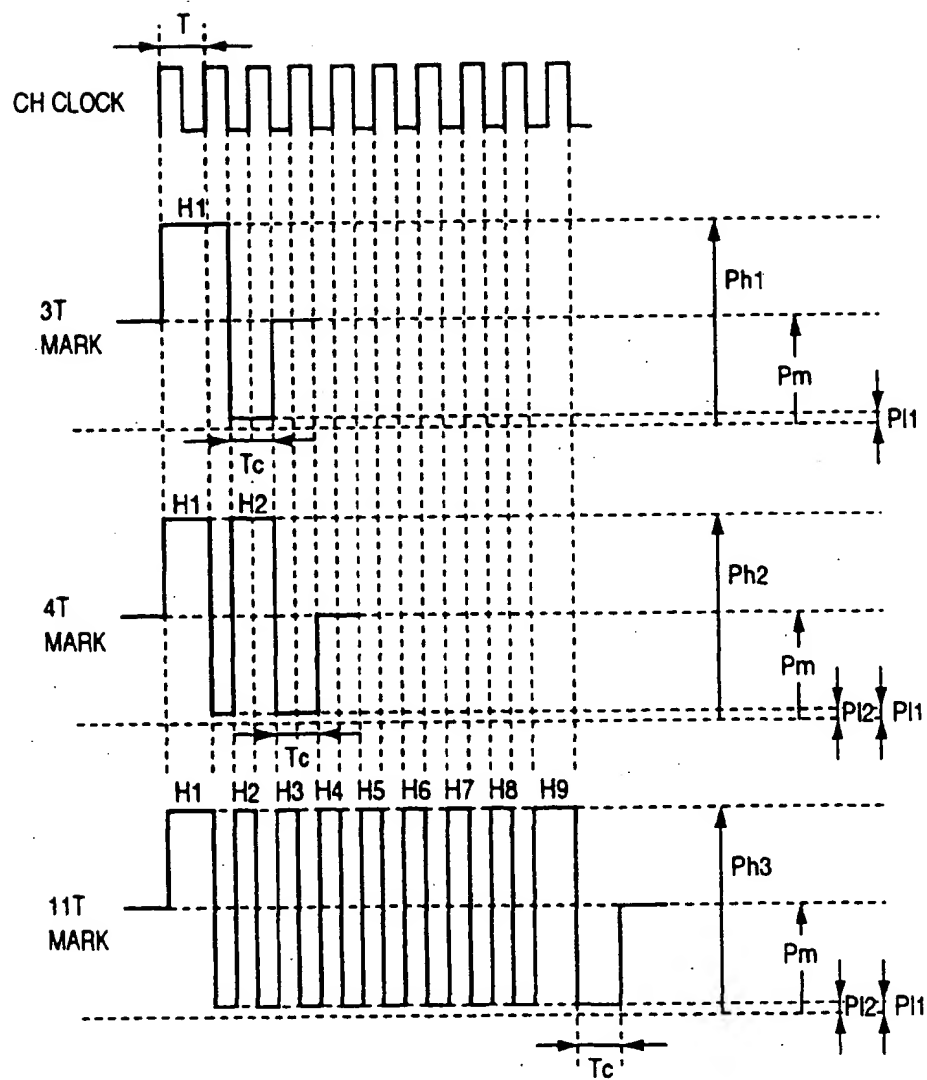 T
CH CLOCK
H1
3T
MARK
Ph1
Pm
Pl1
Tc
H1 H2
4T
MARK
Ph2
Pm
Pl2 Pl1
Tc
H1 H2 H3 H4 H5 H6 H7 H8 H9
11T
MARK
Ph3
Pm
Pl2 Pl1
Tc